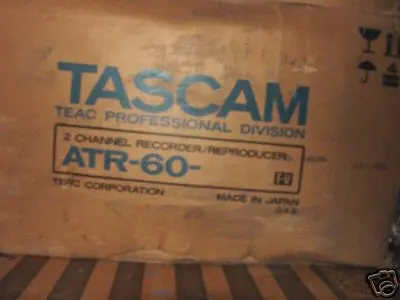 TASCAM
TEAC PROFESSIONAL DIVISION
2 CHANNEL RECORDER/REPRODUCER
ATR-60-
TEAC CORPORATION
MADE IN JAPAN